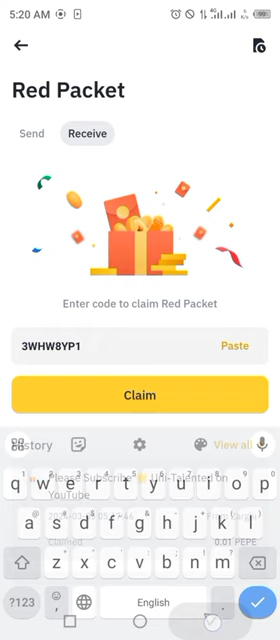 5:20 AM
Red Packet
Send
Receive
Enter code to claim Red Packet
3WHW8YP1
Paste
Claim
History
View all
Please Subscribe Uni-Talented on
YouTube
Claimed
0.01 PEPE
q w e r t y u i o p
a s d f g h j k l
z x c v b n m
?123
English